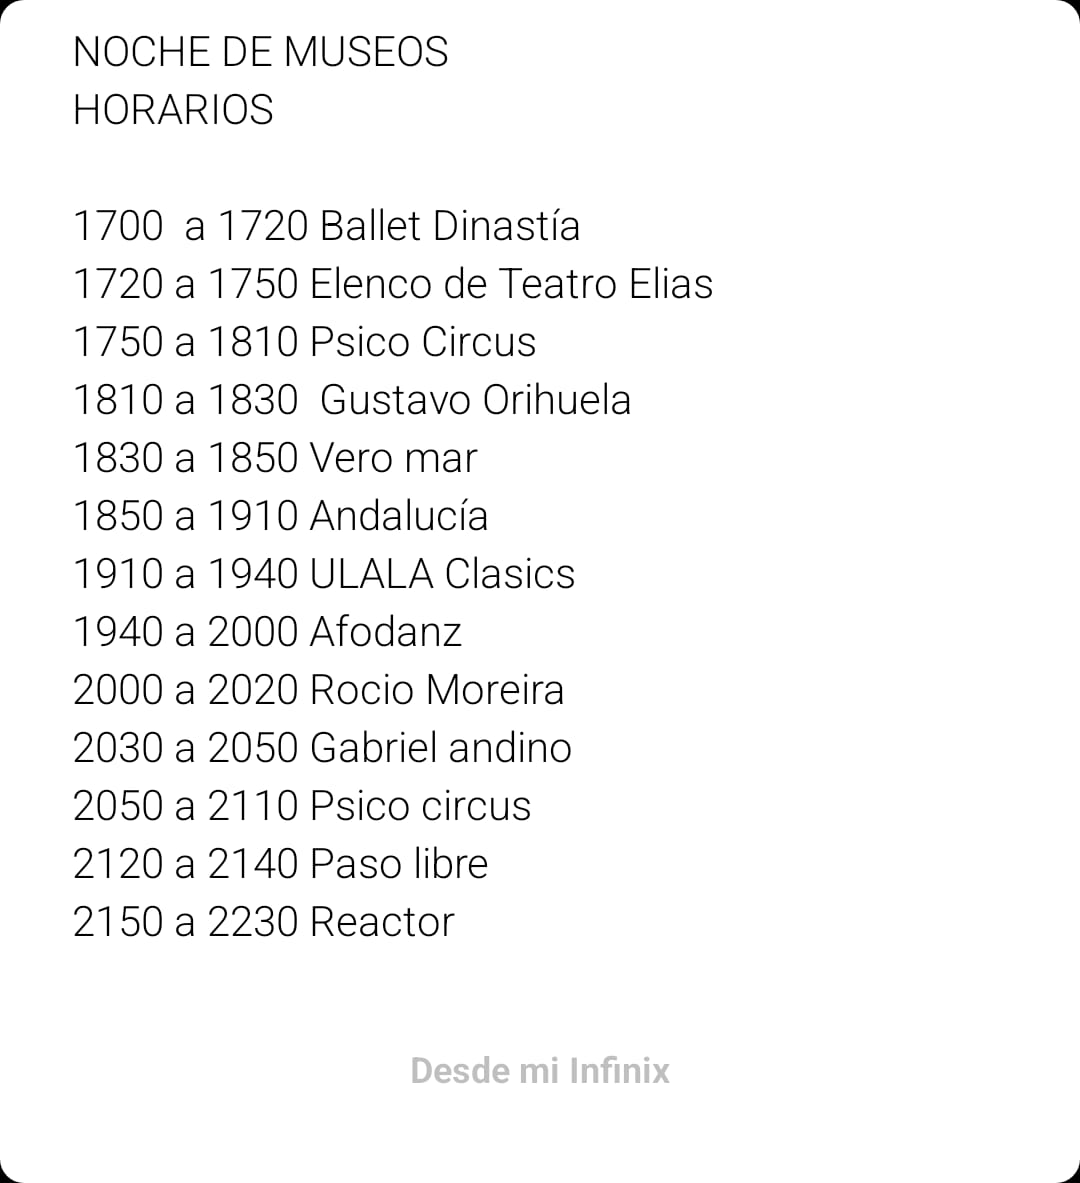 NOCHE DE MUSEOS
HORARIOS
1700  a 1720 Ballet Dinastía
1720 a 1750 Elenco de Teatro Elias
1750 a 1810 Psico Circus
1810 a 1830  Gustavo Orihuela
1830 a 1850 Vero mar
1850 a 1910 Andalucía
1910 a 1940 ULALA Clasics
1940 a 2000 Afodanz
2000 a 2020 Rocio Moreira
2030 a 2050 Gabriel andino
2050 a 2110 Psico circus
2120 a 2140 Paso libre
2150 a 2230 Reactor
Desde mi Infinix